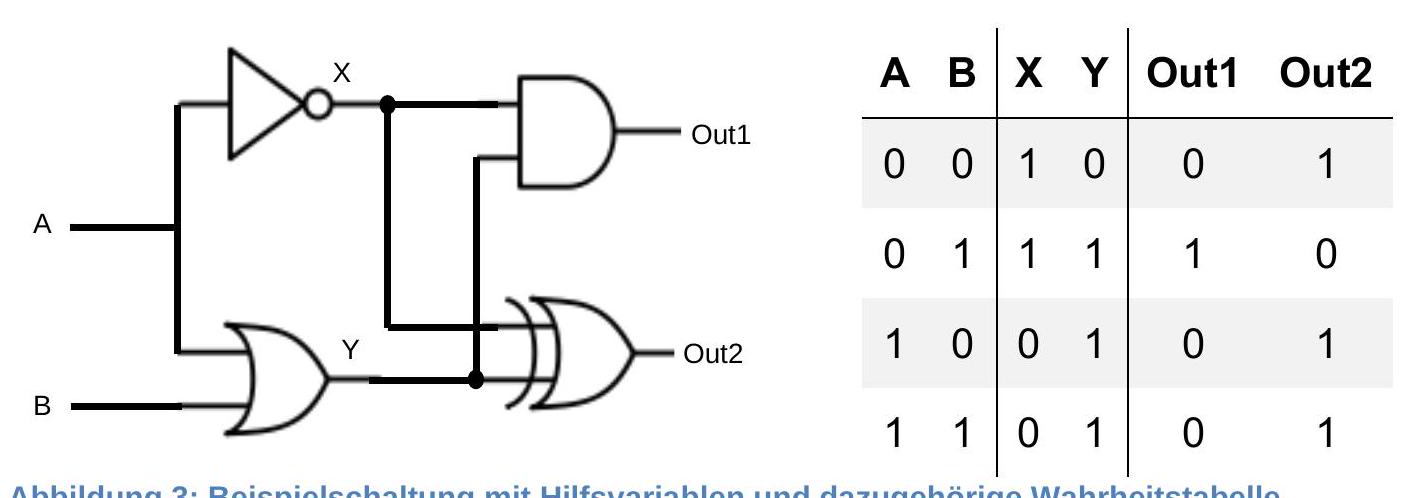 X
Out1
A
Y
Out2
B
A B X Y Out1 Out2
0 0 1 0 0 1
0 1 1 1 1 0
1 0 0 1 0 1
1 1 0 1 0 1
Abbildung 3: Beispielschaltung mit Hilfsvariablen und dazugehörige Wahrheitstabelle